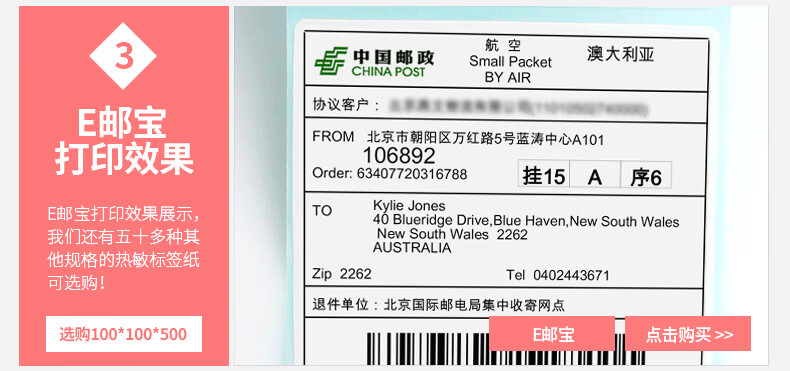 3
E邮宝
打印效果
E邮宝打印效果展示，
我们还有五十多种其
他规格的热敏标签纸
可选购！
选购100*100*500
中国邮政
CHINA POST
航 空
Small Packet
BY AIR
澳大利亚
协议客户：
FROM 北京市朝阳区万红路5号蓝涛中心A101
106892
Order: 63407720316788
挂15 A 序6
TO Kylie Jones
40 Blueridge Drive,Blue Haven,New South Wales
New South Wales 2262
AUSTRALIA
Zip 2262 Tel 0402443671
退件单位：北京国际邮电局集中收寄网点
E邮宝
点击购买 >>